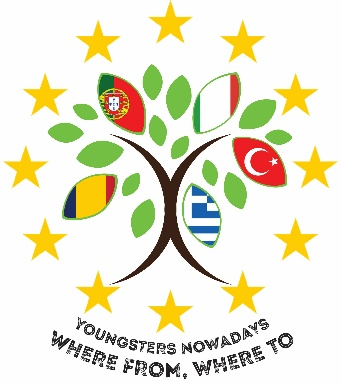 YOUNGSTERS NOWADAYS
WHERE FROM, WHERE TO